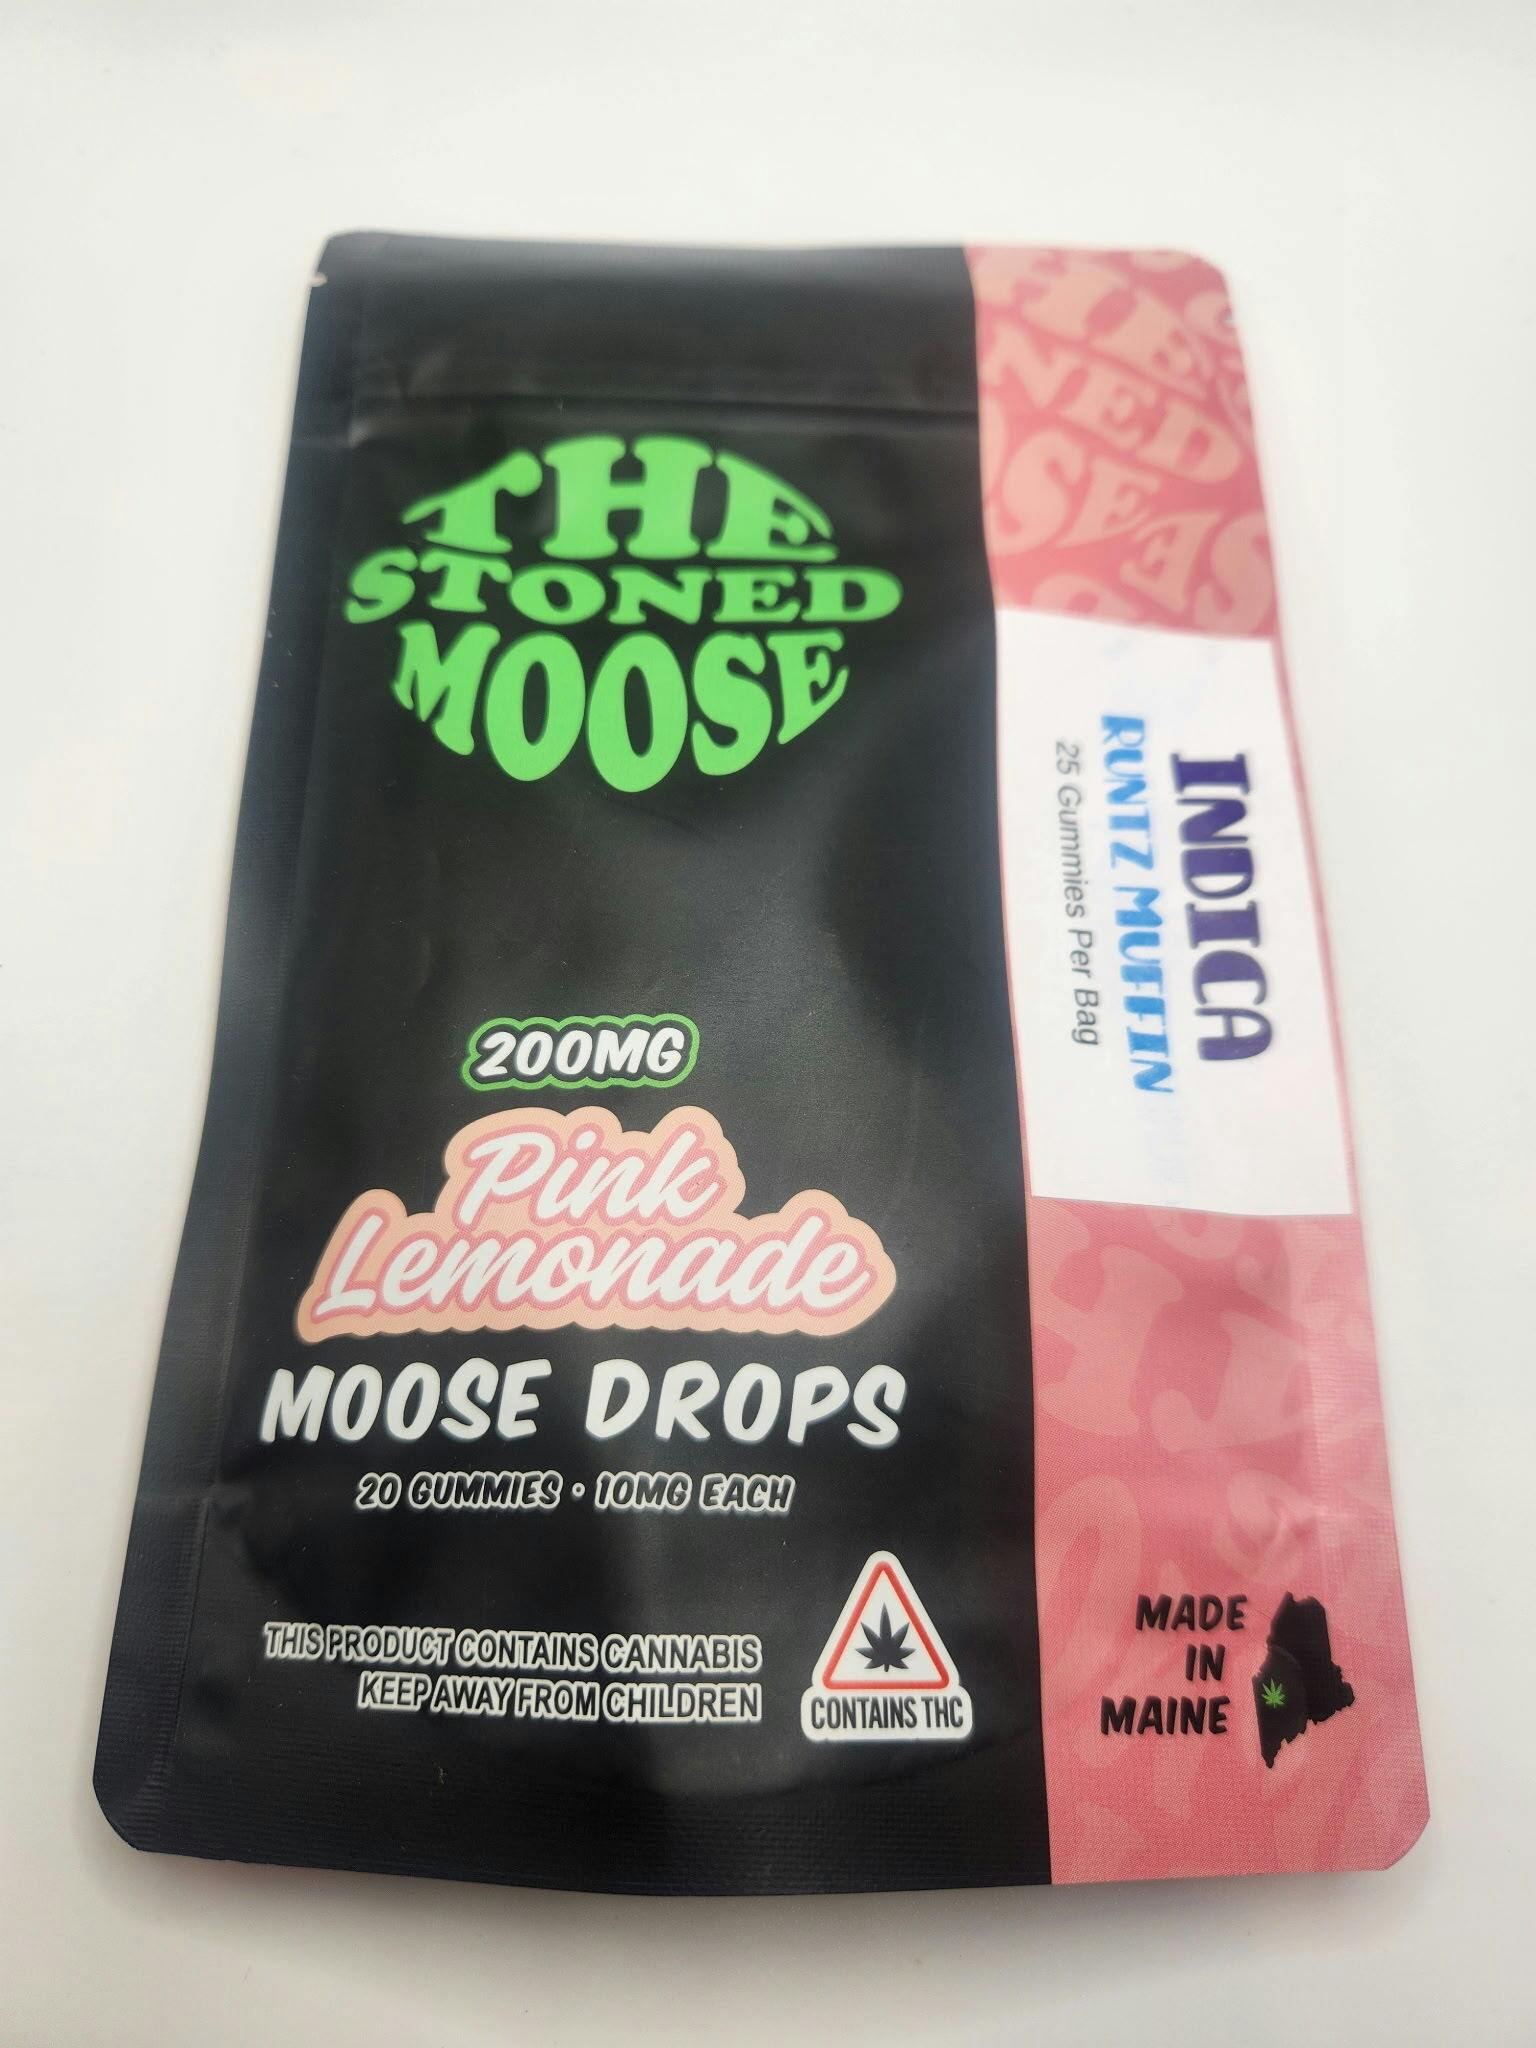 THE
STONED
MOOSE
200MG
Pink
Lemonade
MOOSE DROPS
20 GUMMIES • 10MG EACH
THIS PRODUCT CONTAINS CANNABIS
KEEP AWAY FROM CHILDREN
CONTAINS THC
INDICA
RUNTZ MUFFIN
25 Gummies Per Bag
MADE
IN
MAINE